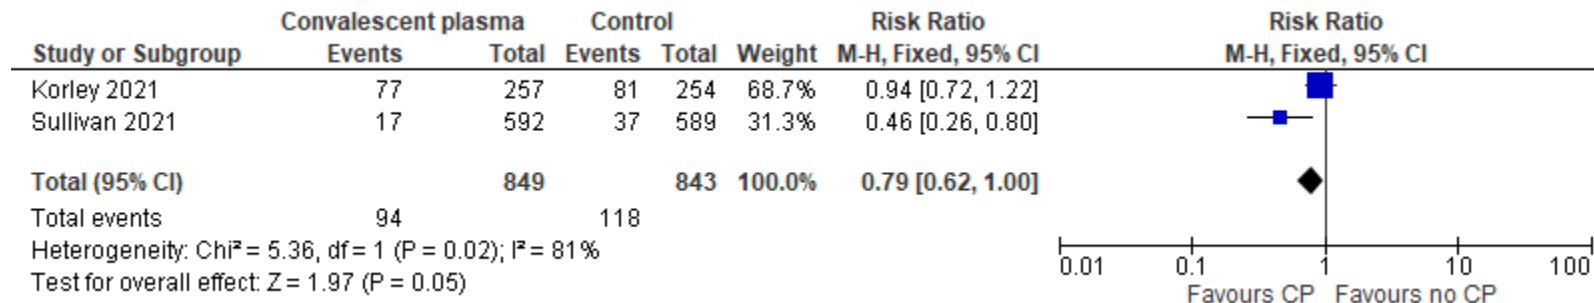 Convalescent plasma Control Risk Ratio Risk Ratio
Study or Subgroup Events Total Events Total Weight M-H, Fixed, 95% CI M-H, Fixed, 95% CI
Korley 2021 77 257 81 254 68.7% 0.94 [0.72, 1.22]
Sullivan 2021 17 592 37 589 31.3% 0.46 [0.26, 0.80]
Total (95% CI) 849 843 100.0% 0.79 [0.62, 1.00]
Total events 94 118
Heterogeneity: Chi² = 5.36, df = 1 (P = 0.02); I² = 81%
Test for overall effect: Z = 1.97 (P = 0.05)
0.01 0.1 1 10 100
Favours CP Favours no CP